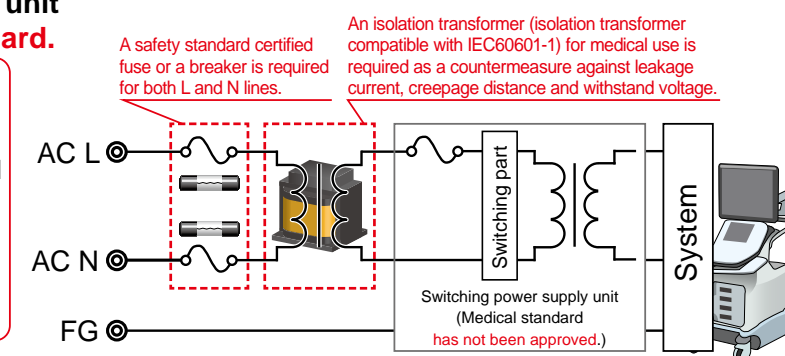 unit
ard.
A safety standard certified
fuse or a breaker is required
for both L and N lines.
An isolation transformer (isolation transformer
compatible with IEC60601-1) for medical use is
required as a countermeasure against leakage
current, creepage distance and withstand voltage.
AC L
AC N
FG
Switching part
System
Switching power supply unit
(Medical standard
has not been approved.)